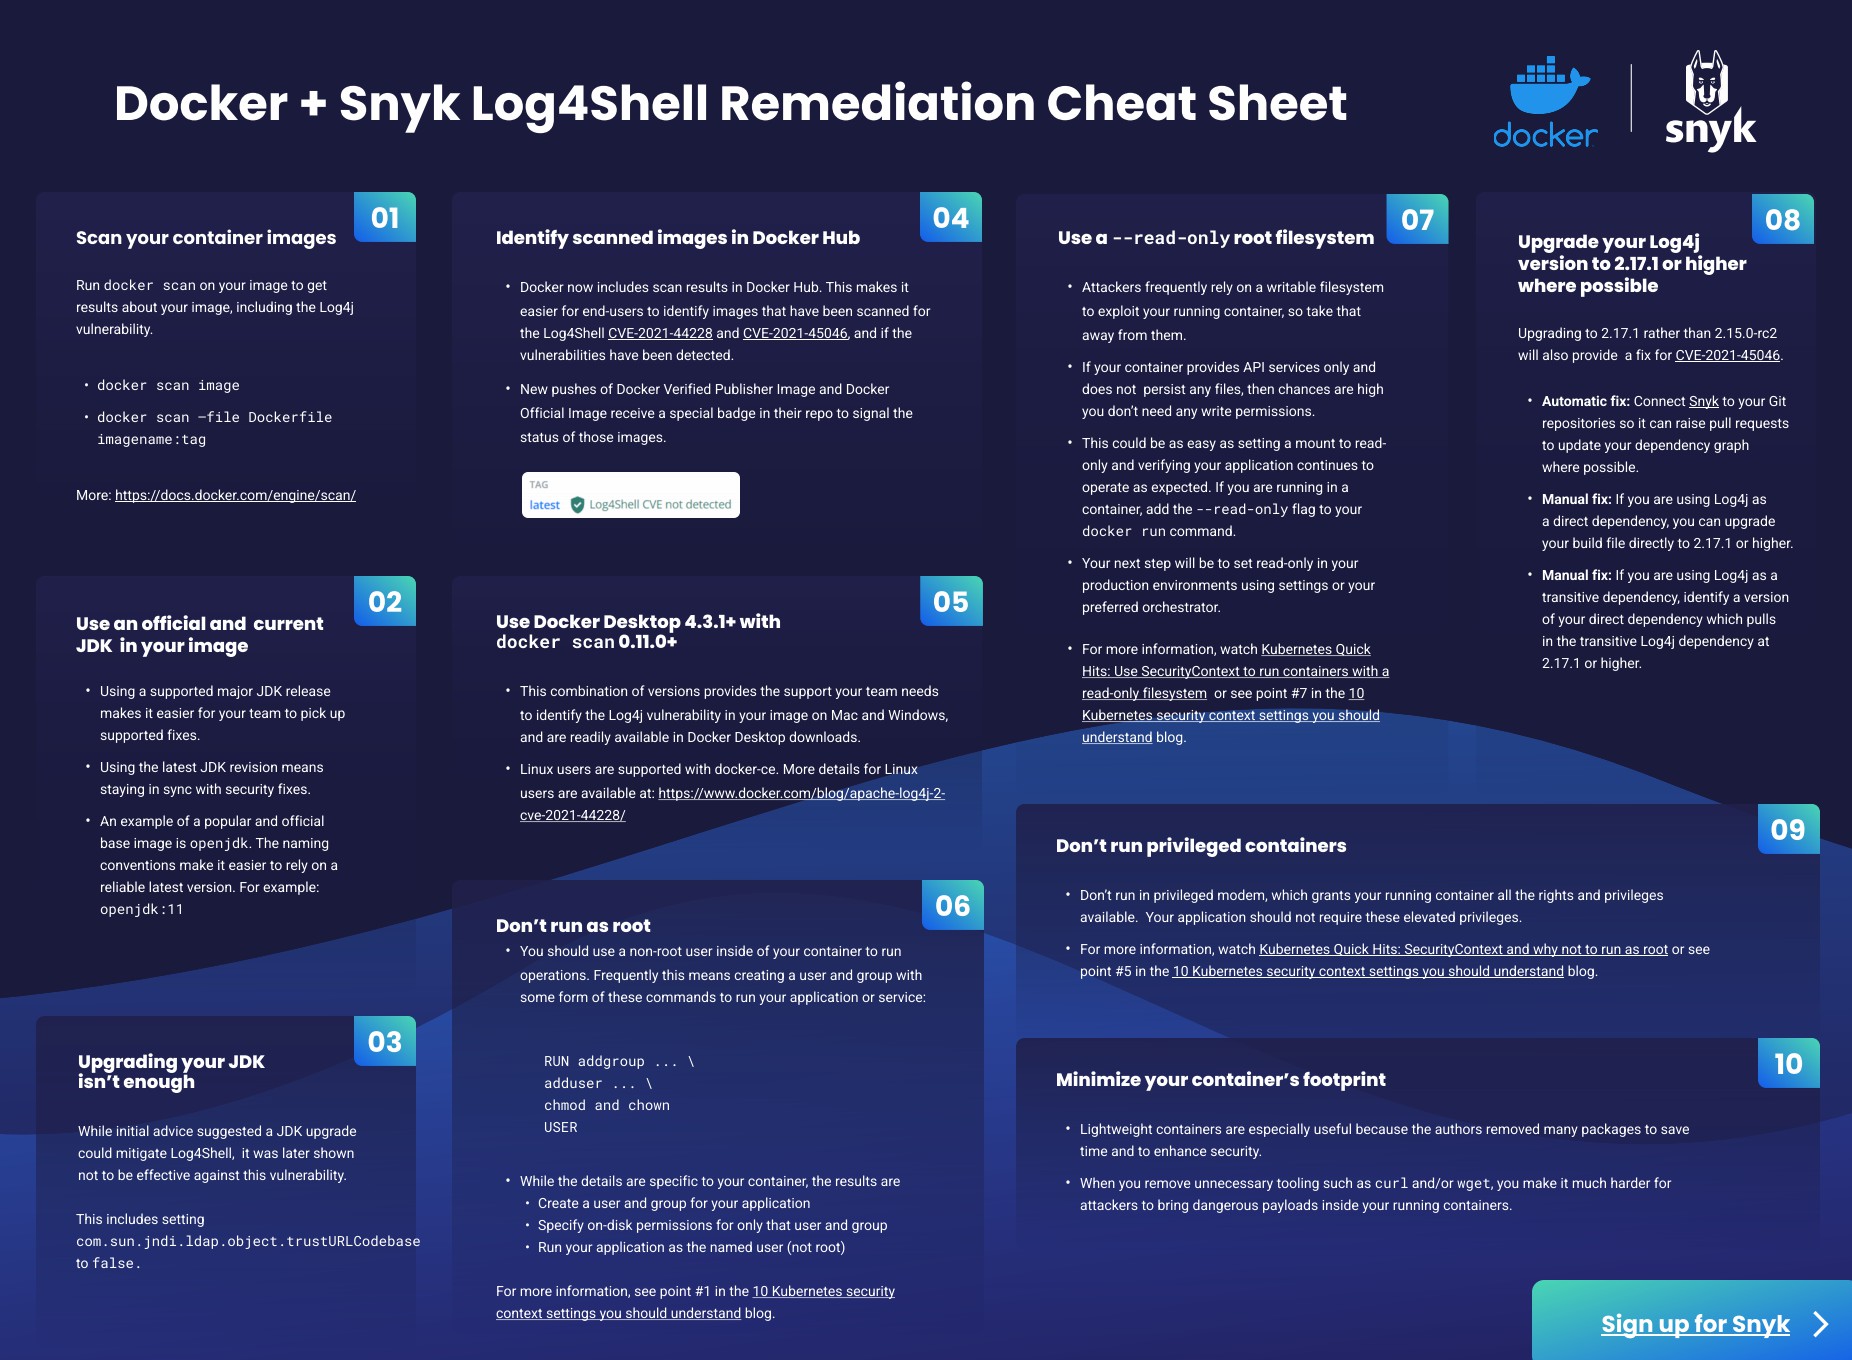 Docker + Snyk Log4Shell Remediation Cheat Sheet
docker
snyk
01
Scan your container images
Run docker scan on your image to get
results about your image, including the Log4j
vulnerability.
• docker scan image
• docker scan –file Dockerfile
imagename:tag
More: https://docs.docker.com/engine/scan/
02
Use an official and current
JDK in your image
• Using a supported major JDK release
makes it easier for your team to pick up
supported fixes.
• Using the latest JDK revision means
staying in sync with security fixes.
• An example of a popular and official
base image is openjdk. The naming
conventions make it easier to rely on a
reliable latest version. For example:
openjdk:11
03
Upgrading your JDK
isn’t enough
While initial advice suggested a JDK upgrade
could mitigate Log4Shell, it was later shown
not to be effective against this vulnerability.
This includes setting
com.sun.jndi.ldap.object.trustURLCodebase
to false.
04
Identify scanned images in Docker Hub
• Docker now includes scan results in Docker Hub. This makes it
easier for end-users to identify images that have been scanned for
the Log4Shell CVE-2021-44228 and CVE-2021-45046, and if the
vulnerabilities have been detected.
• New pushes of Docker Verified Publisher Image and Docker
Official Image receive a special badge in their repo to signal the
status of those images.
TAG
latest Log4Shell CVE not detected
05
Use Docker Desktop 4.3.1+ with
docker scan 0.11.0+
• This combination of versions provides the support your team needs
to identify the Log4j vulnerability in your image on Mac and Windows,
and are readily available in Docker Desktop downloads.
• Linux users are supported with docker-ce. More details for Linux
users are available at: https://www.docker.com/blog/apache-log4j-2-
cve-2021-44228/
06
Don’t run as root
• You should use a non-root user inside of your container to run
operations. Frequently this means creating a user and group with
some form of these commands to run your application or service:
RUN addgroup ... \
adduser ... \
chmod and chown
USER
• While the details are specific to your container, the results are
• Create a user and group for your application
• Specify on-disk permissions for only that user and group
• Run your application as the named user (not root)
For more information, see point #1 in the 10 Kubernetes security
context settings you should understand blog.
07
Use a --read-only root filesystem
• Attackers frequently rely on a writable filesystem
to exploit your running container, so take that
away from them.
• If your container provides API services only and
does not persist any files, then chances are high
you don’t need any write permissions.
• This could be as easy as setting a mount to read-
only and verifying your application continues to
operate as expected. If you are running in a
container, add the --read-only flag to your
docker run command.
• Your next step will be to set read-only in your
production environments using settings or your
preferred orchestrator.
• For more information, watch Kubernetes Quick
Hits: Use SecurityContext to run containers with a
read-only filesystem or see point #7 in the 10
Kubernetes security context settings you should
understand blog.
08
Upgrade your Log4j
version to 2.17.1 or higher
where possible
Upgrading to 2.17.1 rather than 2.15.0-rc2
will also provide a fix for CVE-2021-45046.
• Automatic fix: Connect Snyk to your Git
repositories so it can raise pull requests
to update your dependency graph
where possible.
• Manual fix: If you are using Log4j as
a direct dependency, you can upgrade
your build file directly to 2.17.1 or higher.
• Manual fix: If you are using Log4j as a
transitive dependency, identify a version
of your direct dependency which pulls
in the transitive Log4j dependency at
2.17.1 or higher.
09
Don’t run privileged containers
• Don’t run in privileged modem, which grants your running container all the rights and privileges
available. Your application should not require these elevated privileges.
• For more information, watch Kubernetes Quick Hits: SecurityContext and why not to run as root or see
point #5 in the 10 Kubernetes security context settings you should understand blog.
10
Minimize your container’s footprint
• Lightweight containers are especially useful because the authors removed many packages to save
time and to enhance security.
• When you remove unnecessary tooling such as curl and/or wget, you make it much harder for
attackers to bring dangerous payloads inside your running containers.
Sign up for Snyk